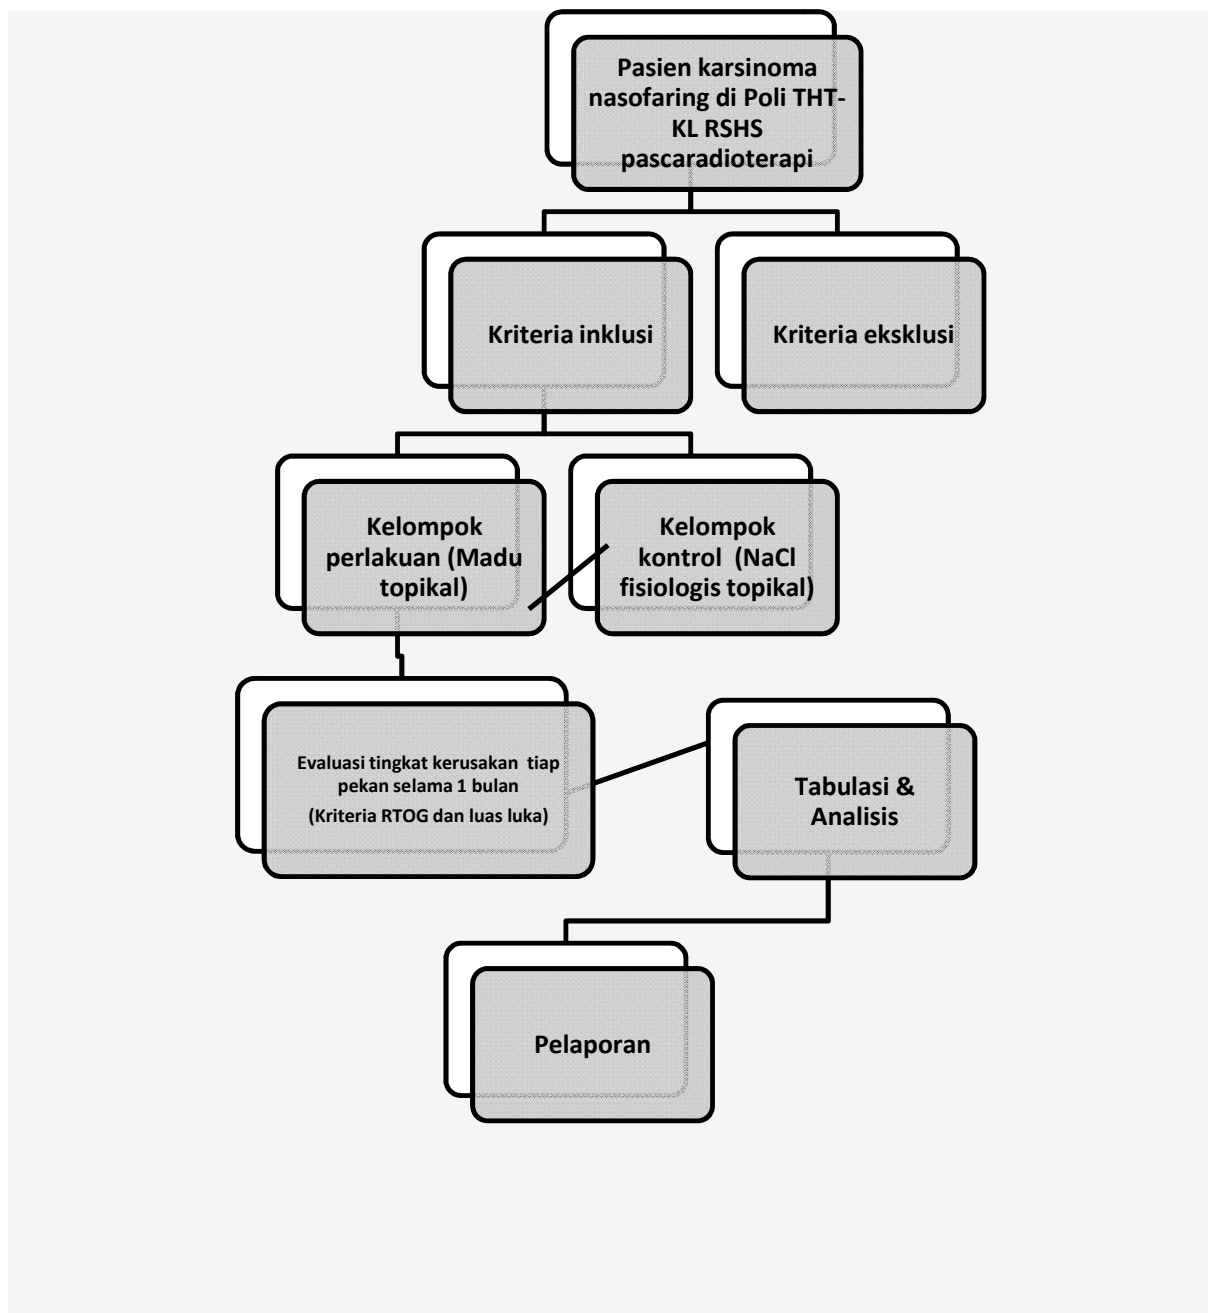 Pasien karsinoma
nasofaring di Poli THT-
KL RSHS
pascaradioterapi
Kriteria inklusi
Kriteria eksklusi
Kelompok
perlakuan (Madu
topikal)
Kelompok
kontrol (NaCl
fisiologis topikal)
Evaluasi tingkat kerusakan tiap
pekan selama 1 bulan
(Kriteria RTOG dan luas luka)
Tabulasi &
Analisis
Pelaporan